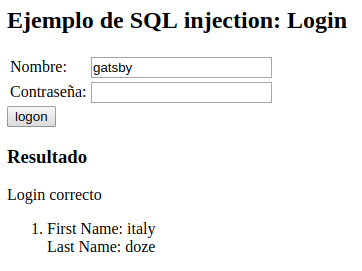 Ejemplo de SQL injection: Login
Nombre: gatsby
Contraseña:
logon
Resultado
Login correcto
1. First Name: italy
Last Name: doze